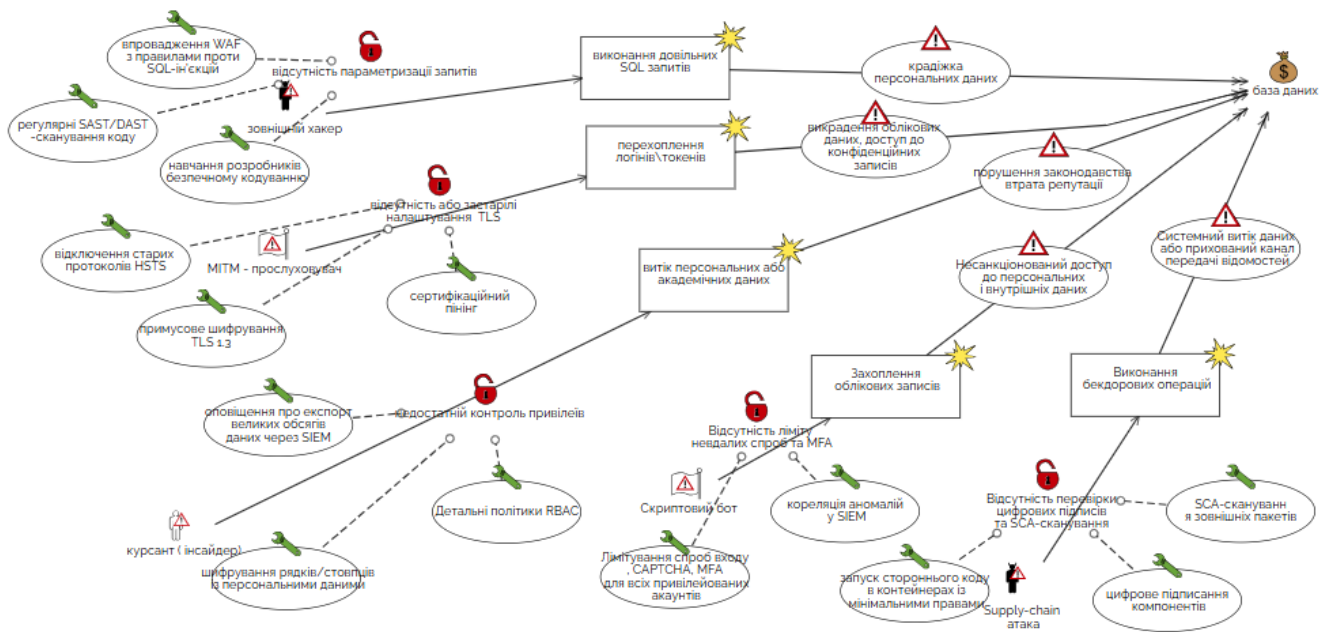 впровадження WAF
з правилами проти
SQL-ін'єкцій
відсутність параметризації запитів
регулярні SAST/DAST
-сканування коду
зовнішній хакер
навчання розробників
безпечному кодуванню
виконання довільних
SQL запитів
крадіжка
персональних даних
база даних
перехоплення
логінів\токенів
викрадення облікових
даних, доступ до
конфіденційних
записів
порушення законодавства
втрата репутації
відсутність або застарілі
налаштування TLS
відключення старих
протоколів HSTS
MITM - прослуховувач
сертифікаційний
пінінг
примусове шифрування
TLS 1.3
витік персональних або
академічних даних
Несанкціонований доступ
до персональних
і внутрішніх даних
Системний витік даних
або прихований канал
передачі відомостей
Захоплення
облікових записів
Виконання
бекдорових операцій
оповіщення про експорт
великих обсягів
даних через SIEM
недостатній контроль привілеїв
Детальні політики RBAC
курсант ( інсайдер)
шифрування рядків/стовпців
із персональними даними
Відсутність ліміту
невдалих спроб та MFA
Скриптовий бот
кореляція аномалій
у SIEM
Лімітування спроб входу
, CAPTCHA, MFA
для всіх привілейованих
акаунтів
Відсутність перевірки
цифрових підписів
та SCA-сканування
SCA-скануванн
я зовнішніх пакетів
запуск стороннього коду
в контейнерах із
мінімальними правами
Supply-chain
атака
цифрове підписання
компонентів